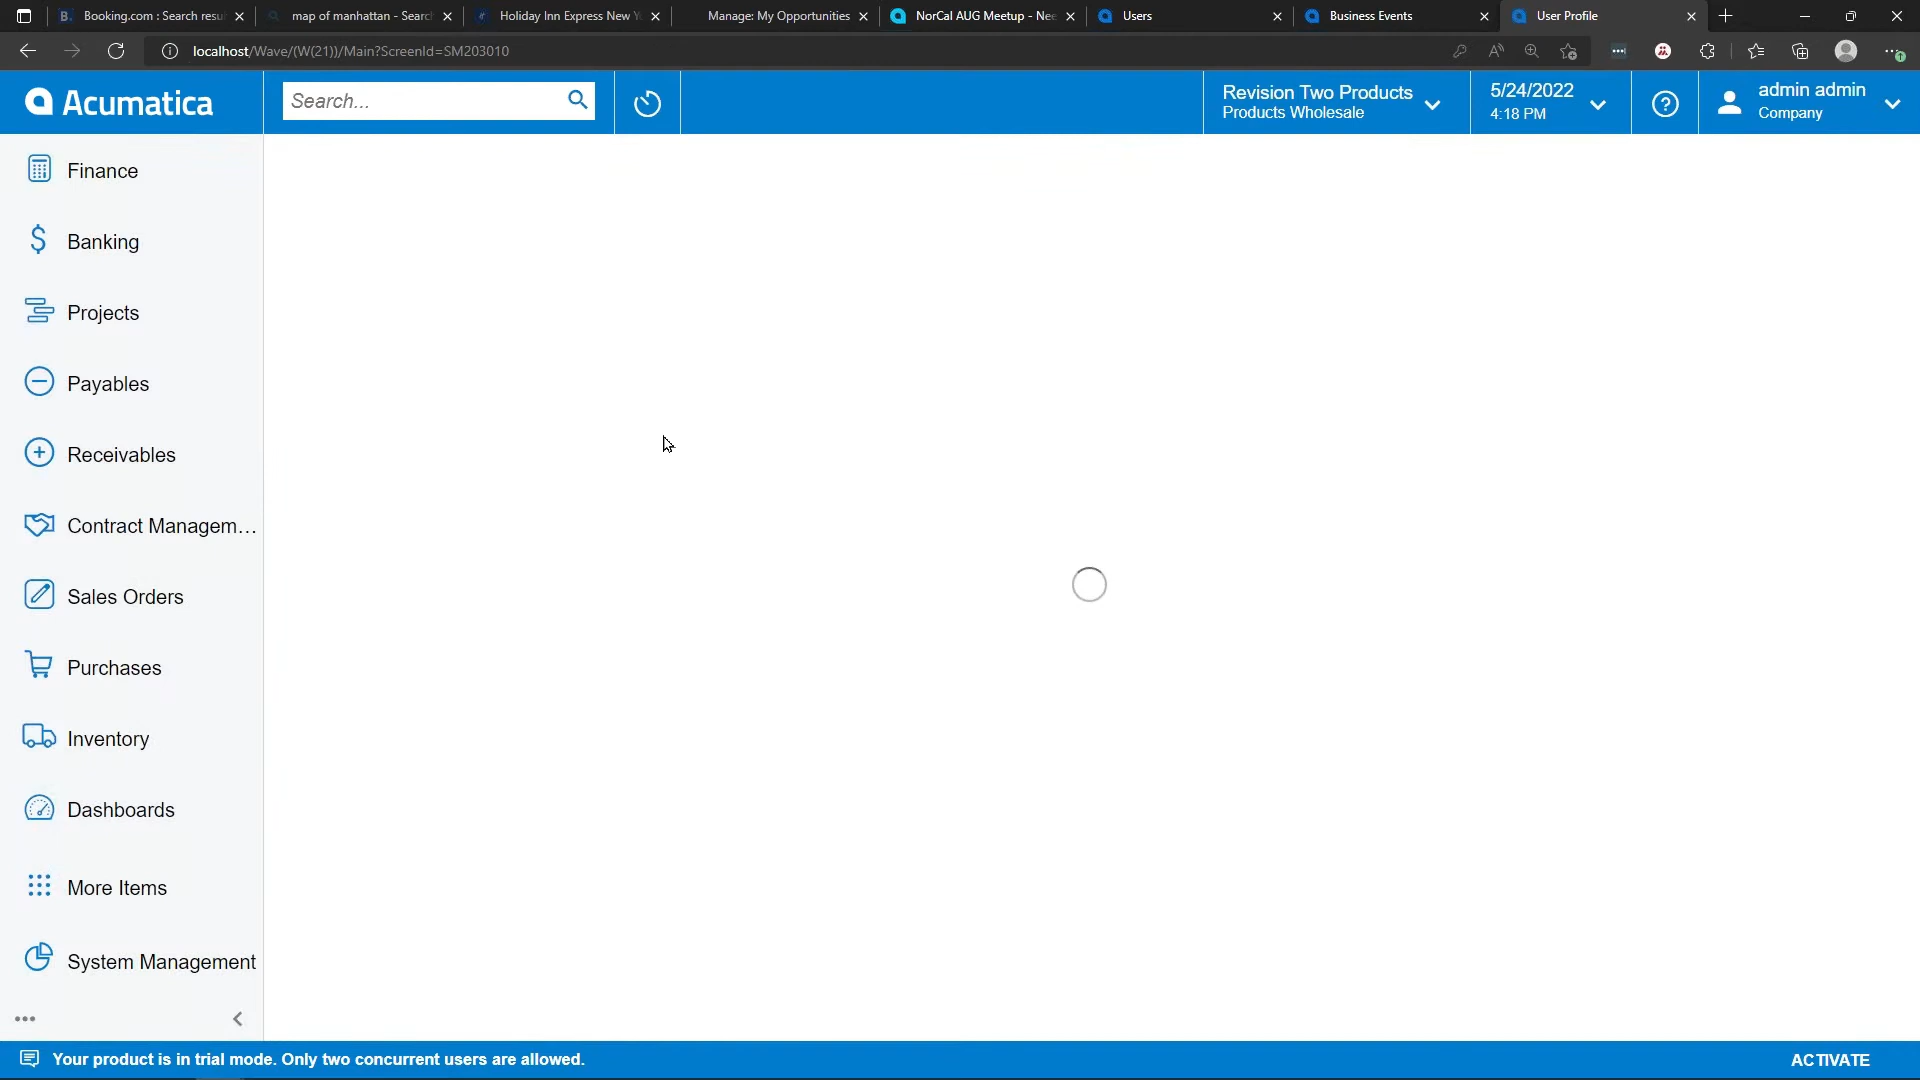 Booking.com : Search resu
map of manhattan - Searc
Holiday Inn Express New Y
Manage: My Opportunities
NorCal AUG Meetup - Nee
Users
Business Events
User Profile
localhost/Wave/(W(21))/Main?ScreenId=SM203010
Acumatica
Search...
Revision Two Products
Products Wholesale
5/24/2022
4:18 PM
admin admin
Company
Finance
Banking
Projects
Payables
Receivables
Contract Managem...
Sales Orders
Purchases
Inventory
Dashboards
More Items
System Management
Your product is in trial mode. Only two concurrent users are allowed.
ACTIVATE